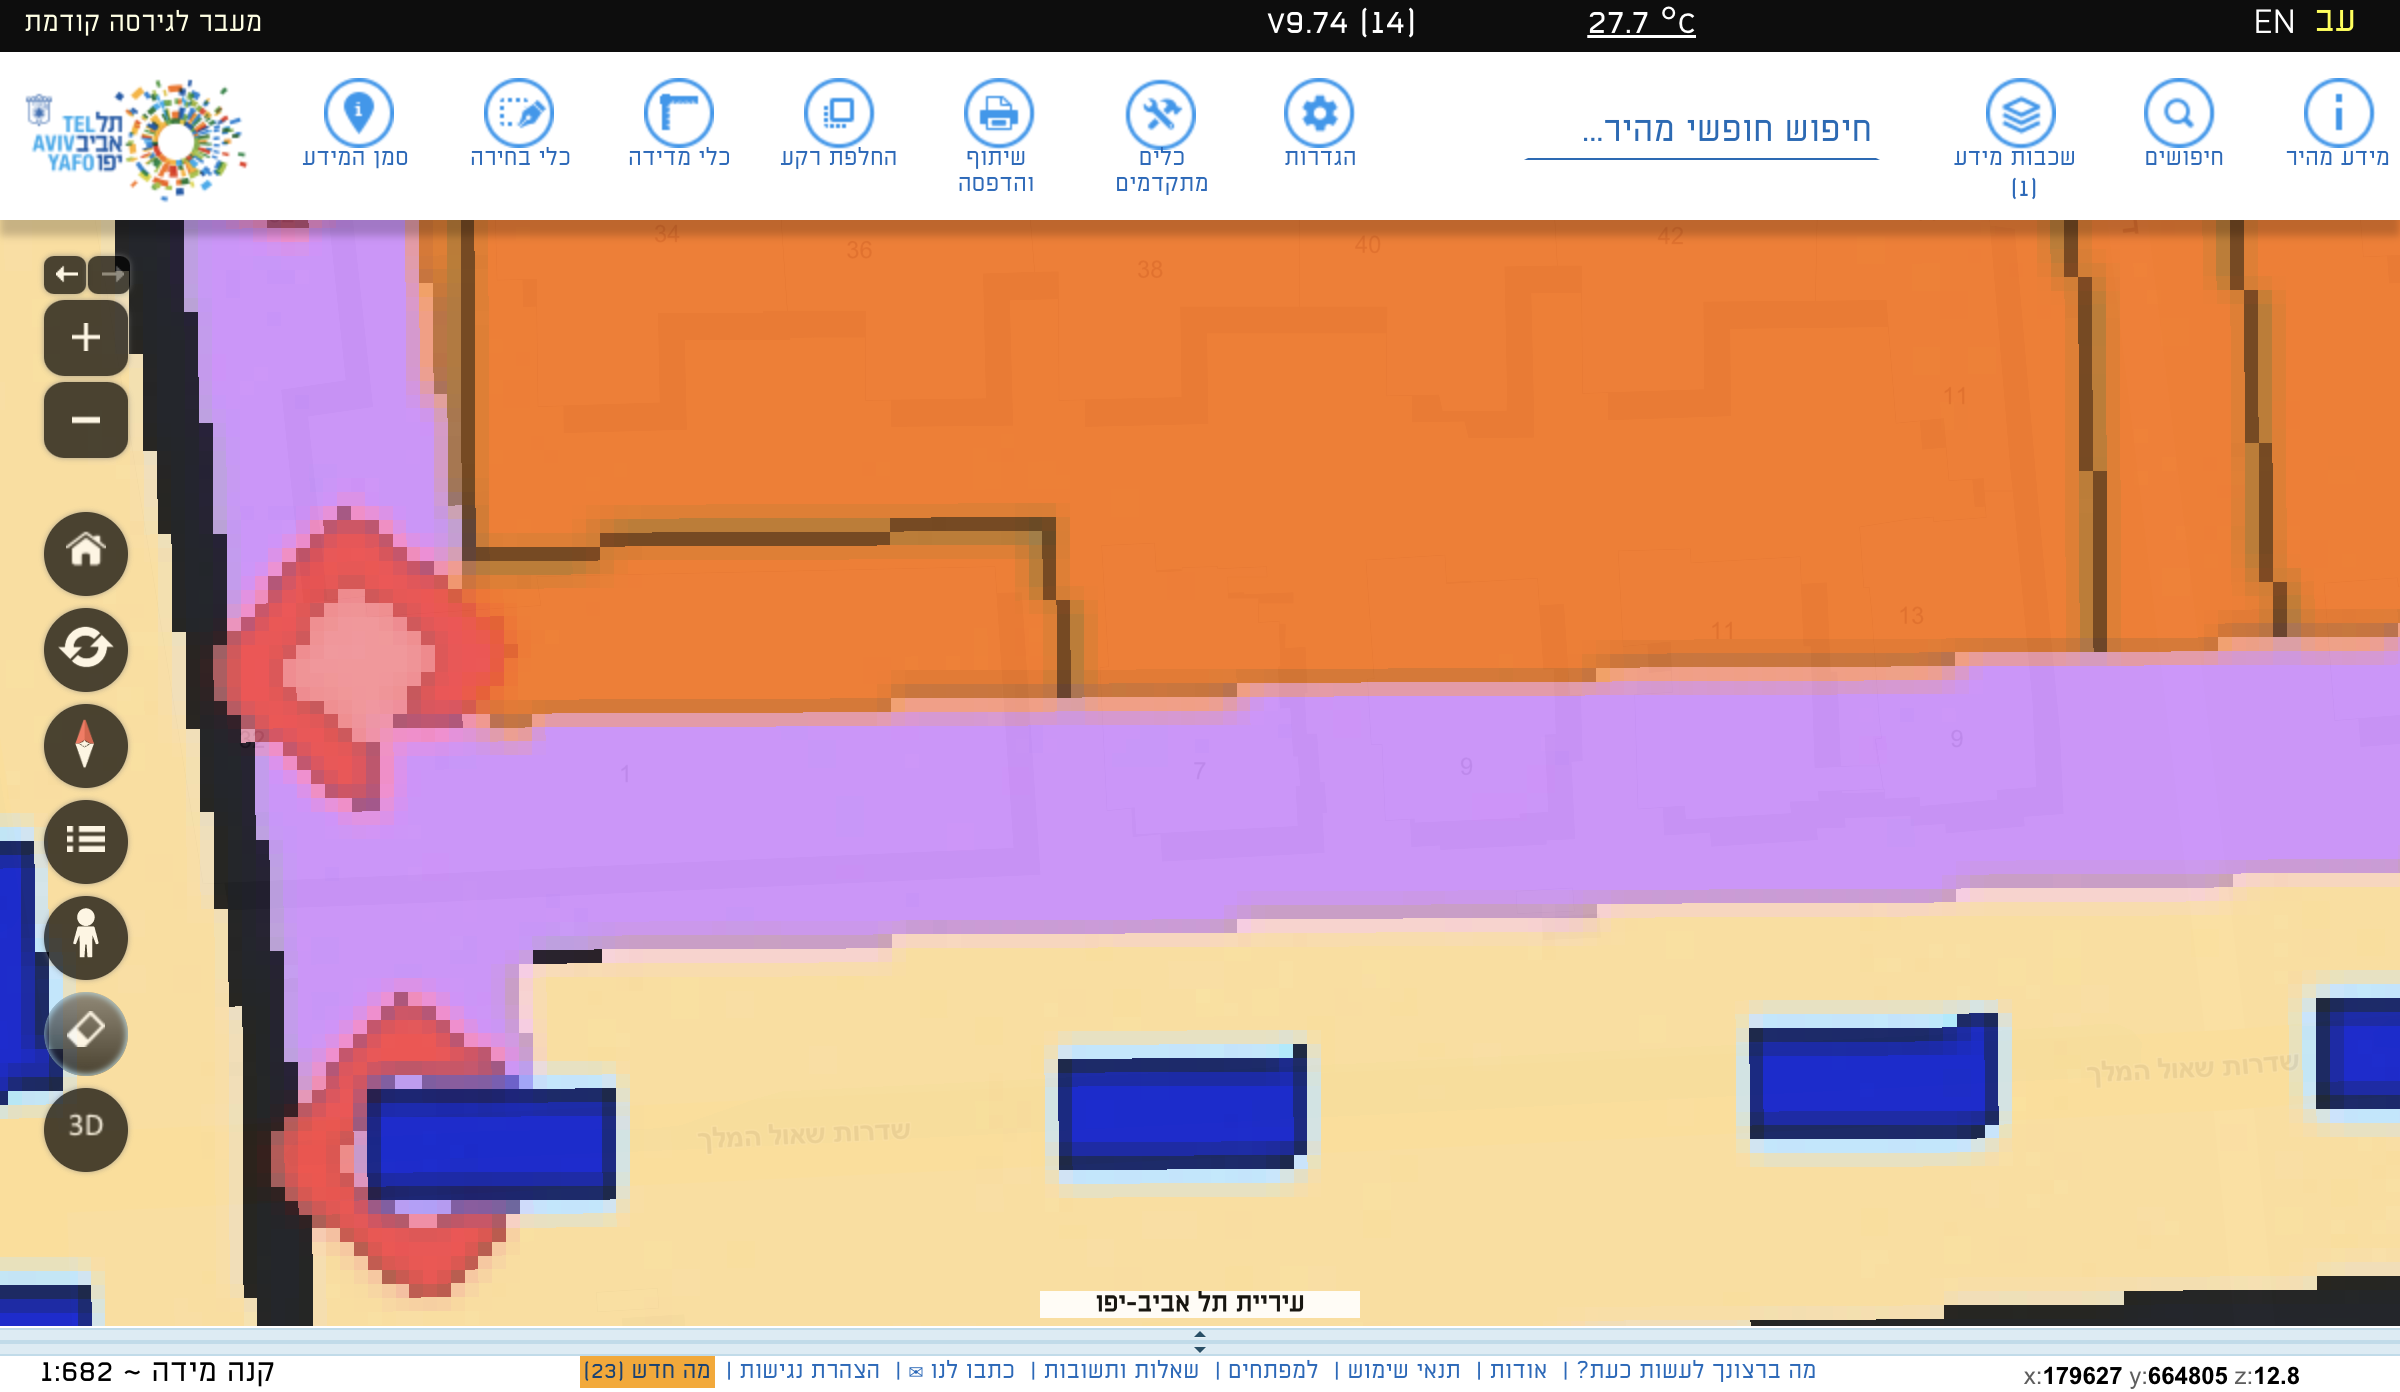 עב EN
27.7 °C
V9.74 (14)
מעבר לגירסה קודמת
מידע מהיר
חיפושים
שכבות מידע
(1)
חיפוש חופשי מהיר...
הגדרות
כלים
מתקדמים
שיתוף
והדפסה
החלפת רקע
כלי מדידה
כלי בחירה
סמן המידע
תל
אביב
יפו
TEL
AVIV
YAFO
34
36
38
40
42
11
13
11
1
7
9
9
שדרות שאול המלך
שדרות שאול המלך
3D
עיריית תל אביב-יפו
מה ברצונך לעשות כעת? | אודות | תנאי שימוש | למפתחים | שאלות ותשובות | כתבו לנו ✉ | הצהרת נגישות | מה חדש (23)
קנה מידה ~ 1:682
x:179627 y:664805 z:12.8